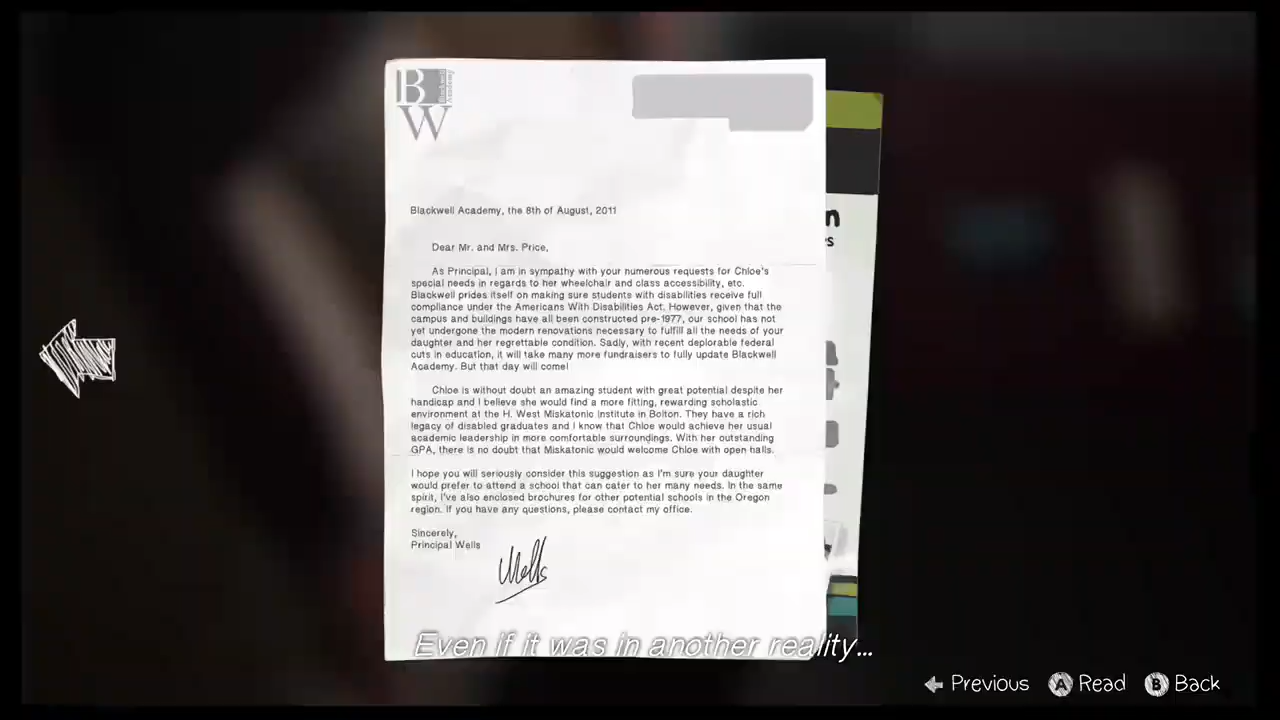 BW
Blackwell
Academy
Blackwell Academy, the 8th of August, 2011
Dear Mr. and Mrs. Price,
As Principal, I am in sympathy with your numerous requests for Chloe's
special needs in regards to her wheelchair and class accessibility, etc.
Blackwell prides itself on making sure students with disabilities receive full
compliance under the Americans With Disabilities Act. However, given that the
campus and buildings have all been constructed pre-1977, our school has not
yet undergone the modern renovations necessary to fulfill all the needs of your
daughter and her regrettable condition. Sadly, with recent deplorable federal
cuts in education, it will take many more fundraisers to fully update Blackwell
Academy. But that day will come!
Chloe is without doubt an amazing student with great potential despite her
handicap and I believe she would find a more fitting, rewarding scholastic
environment at the H. West Miskatonic Institute in Bolton. They have a rich
legacy of disabled graduates and I know that Chloe would achieve her usual
academic leadership in more comfortable surroundings. With her outstanding
GPA, there is no doubt that Miskatonic would welcome Chloe with open halls.
I hope you will seriously consider this suggestion as I'm sure your daughter
would prefer to attend a school that can cater to her many needs. In the same
spirit, I've also enclosed brochures for other potential schools in the Oregon
region. If you have any questions, please contact my office.
Sincerely,
Principal Wells
Wells
n
s
Even if it was in another reality...
Previous A Read B Back